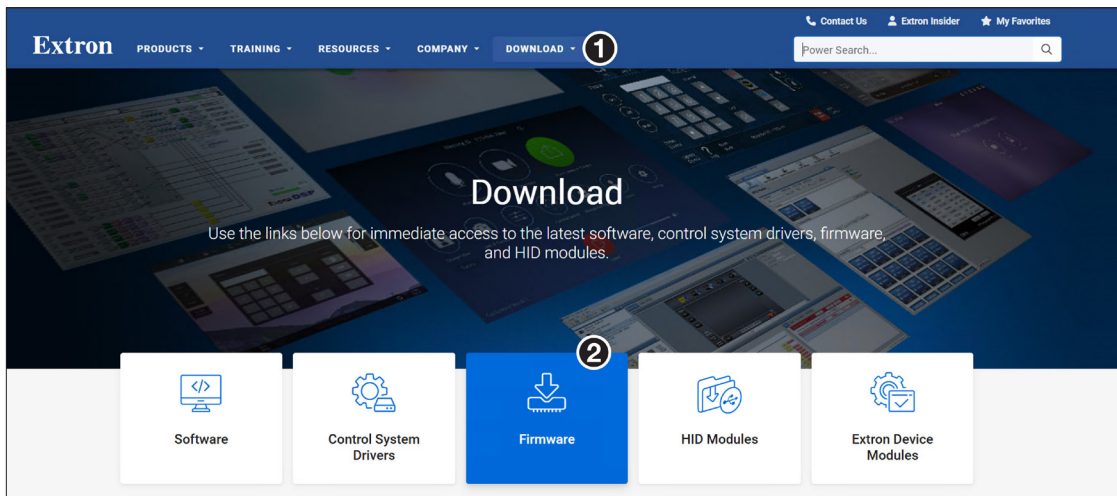 Contact Us Extron Insider My Favorites
Extron PRODUCTS TRAINING RESOURCES COMPANY DOWNLOAD 1 Power Search...
Download
Use the links below for immediate access to the latest software, control system drivers, firmware,
and HID modules.
2
Software Control System Firmware HID Modules Extron Device
Drivers Modules